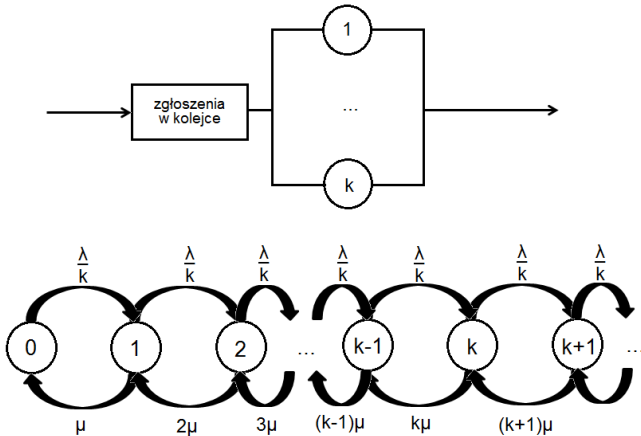 1
zgłoszenia
w kolejce
...
k
λ/k λ/k λ/k λ/k λ/k λ/k λ/k
0 1 2 ... k-1 k k+1 ...
μ 2μ 3μ (k-1)μ kμ (k+1)μ